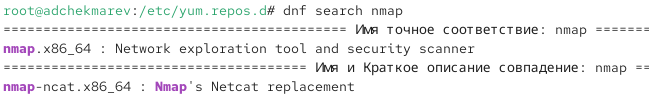 root@adchekmarev:/etc/yum.repos.d# dnf search nmap
========================================== Имя точное соответствие: nmap =======
nmap.x86_64 : Network exploration tool and security scanner
===================================== Имя и Краткое описание совпадение: nmap ==
nmap-ncat.x86_64 : Nmap's Netcat replacement